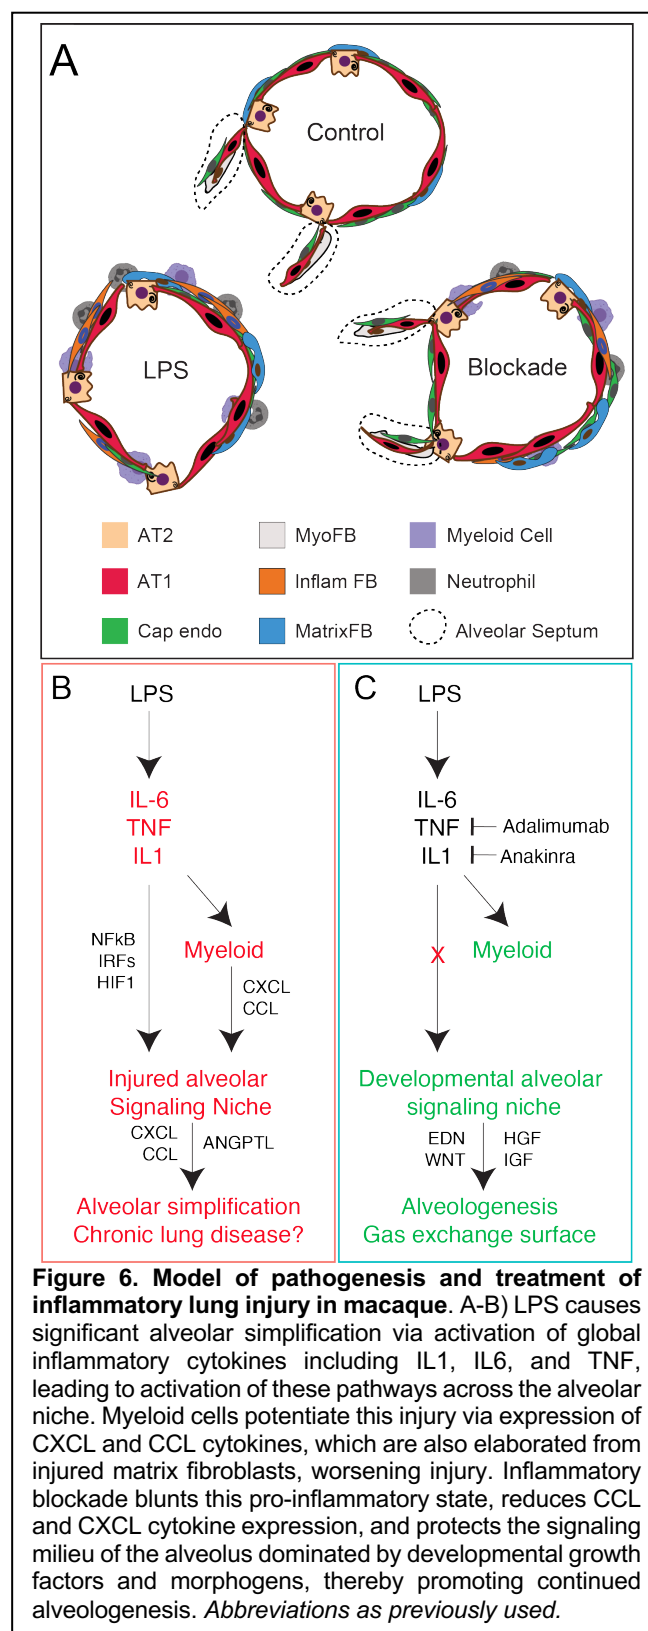 A
Control
LPS
Blockade
AT2
MyoFB
Myeloid Cell
AT1
Inflam FB
Neutrophil
Cap endo
MatrixFB
Alveolar Septum
B
LPS
IL-6
TNF
IL1
NFkB
IRFs
HIF1
Myeloid
CXCL
CCL
Injured alveolar
Signaling Niche
CXCL
CCL
ANGPTL
Alveolar simplification
Chronic lung disease?
C
LPS
IL-6
TNF
Adalimumab
IL1
Anakinra
X
Myeloid
Developmental alveolar
signaling niche
EDN
WNT
HGF
IGF
Alveologenesis
Gas exchange surface
Figure 6. Model of pathogenesis and treatment of
inflammatory lung injury in macaque. A-B) LPS causes
significant alveolar simplification via activation of global
inflammatory cytokines including IL1, IL6, and TNF,
leading to activation of these pathways across the alveolar
niche. Myeloid cells potentiate this injury via expression of
CXCL and CCL cytokines, which are also elaborated from
injured matrix fibroblasts, worsening injury. Inflammatory
blockade blunts this pro-inflammatory state, reduces CCL
and CXCL cytokine expression, and protects the signaling
milieu of the alveolus dominated by developmental growth
factors and morphogens, thereby promoting continued
alveologenesis. Abbreviations as previously used.